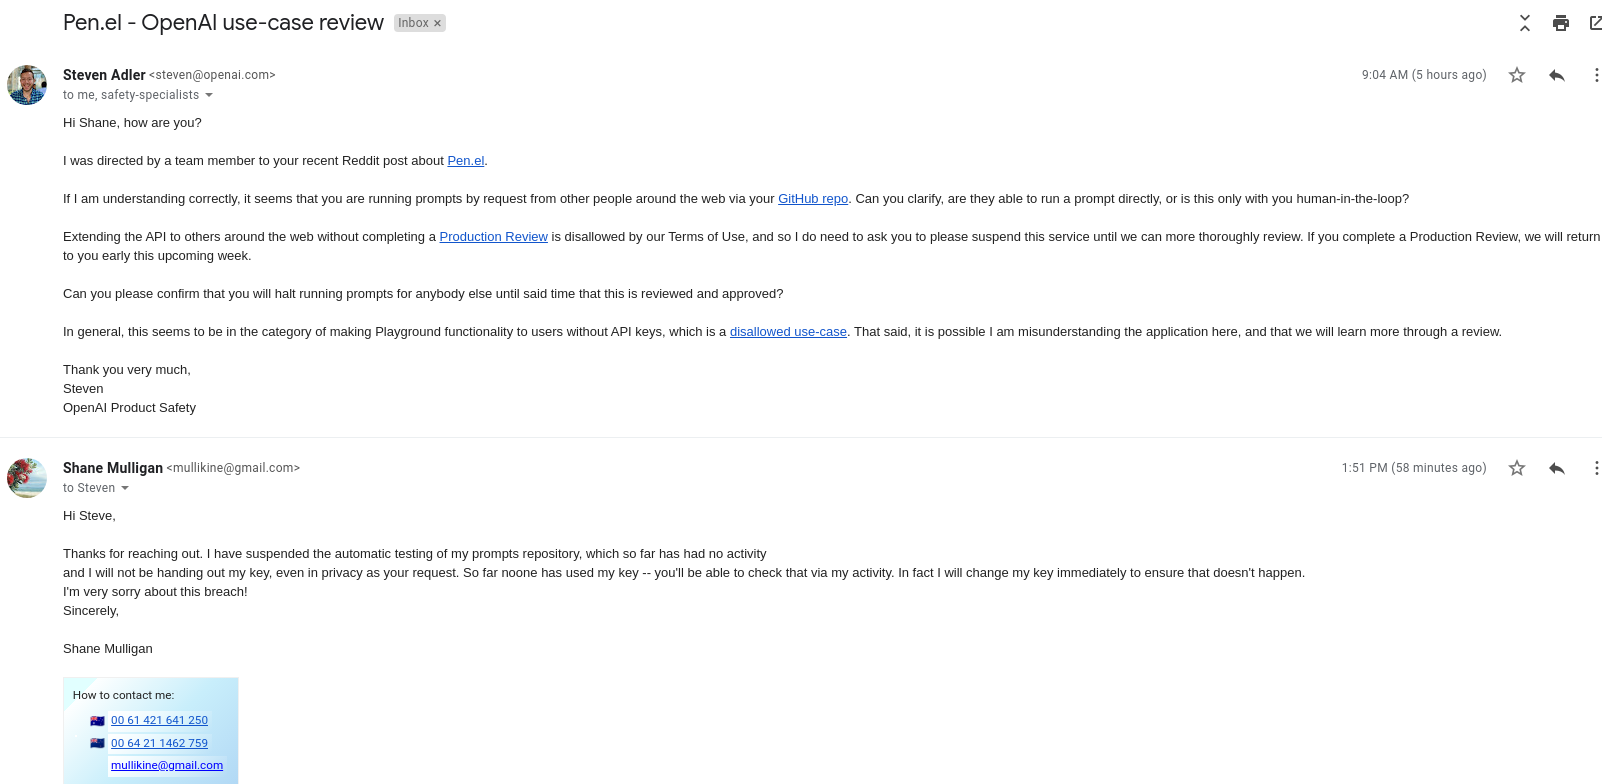 Pen.el - OpenAI use-case review Inbox ×
Steven Adler <steven@openai.com> 9:04 AM (5 hours ago)
to me, safety-specialists
Hi Shane, how are you?
I was directed by a team member to your recent Reddit post about Pen.el.
If I am understanding correctly, it seems that you are running prompts by request from other people around the web via your GitHub repo. Can you clarify, are they able to run a prompt directly, or is this only with you human-in-the-loop?
Extending the API to others around the web without completing a Production Review is disallowed by our Terms of Use, and so I do need to ask you to please suspend this service until we can more thoroughly review. If you complete a Production Review, we will return
to you early this upcoming week.
Can you please confirm that you will halt running prompts for anybody else until said time that this is reviewed and approved?
In general, this seems to be in the category of making Playground functionality to users without API keys, which is a disallowed use-case. That said, it is possible I am misunderstanding the application here, and that we will learn more through a review.
Thank you very much,
Steven
OpenAI Product Safety
Shane Mulligan <mullikine@gmail.com> 1:51 PM (58 minutes ago)
to Steven
Hi Steve,
Thanks for reaching out. I have suspended the automatic testing of my prompts repository, which so far has had no activity
and I will not be handing out my key, even in privacy as your request. So far noone has used my key -- you'll be able to check that via my activity. In fact I will change my key immediately to ensure that doesn't happen.
I'm very sorry about this breach!
Sincerely,
Shane Mulligan
How to contact me:
00 61 421 641 250
00 64 21 1462 759
mullikine@gmail.com